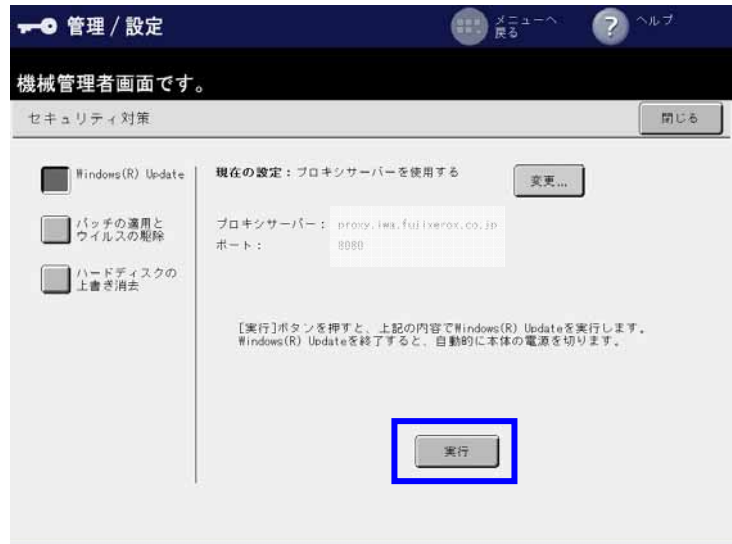 管理/設定
メニューへ
戻る
ヘルプ
機械管理者画面です。
セキュリティ対策
閉じる
Windows(R) Update
現在の設定：プロキシサーバーを使用する
変更...
パッチの適用と
ウイルスの駆除
プロキシサーバー： proxy.iwa.fujixerox.co.jp
ポート： 8080
ハードディスクの
上書き消去
[実行]ボタンを押すと、上記の内容でWindows(R) Updateを実行します。
Windows(R) Updateを終了すると、自動的に本体の電源を切ります。
実行